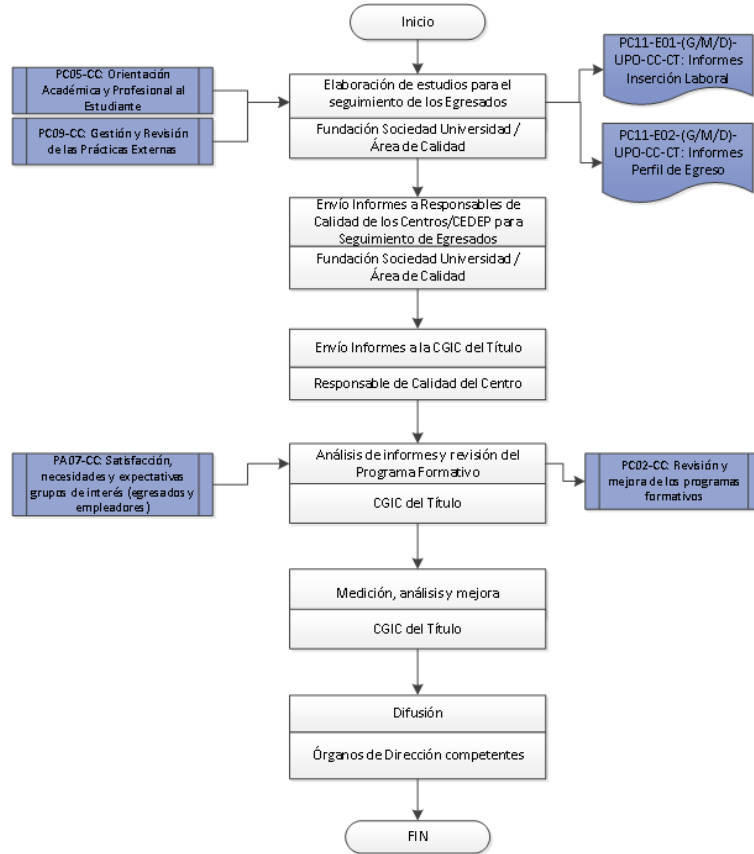 Inicio
PC11-E01-(G/M/D)-
UPO-CC-CT: Informes
Inserción Laboral
PC05-CC: Orientación
Académica y Profesional al
Estudiante
PC09-CC: Gestión y Revisión
de las Prácticas Externas
Elaboración de estudios para el
seguimiento de los Egresados
Fundación Sociedad Universidad /
Área de Calidad
PC11-E02-(G/M/D)-
UPO-CC-CT: Informes
Perfil de Egreso
Envío Informes a Responsables de
Calidad de los Centros/CEDEP para
Seguimiento de Egresados
Fundación Sociedad Universidad /
Área de Calidad
Envío Informes a la CGIC del Título
Responsable de Calidad del Centro
PA07-CC: Satisfacción,
necesidades y expectativas
grupos de interés (egresados y
empleadores)
Análisis de informes y revisión del
Programa Formativo
CGIC del Título
PC02-CC: Revisión y
mejora de los programas
formativos
Medición, análisis y mejora
CGIC del Título
Difusión
Órganos de Dirección competentes
FIN